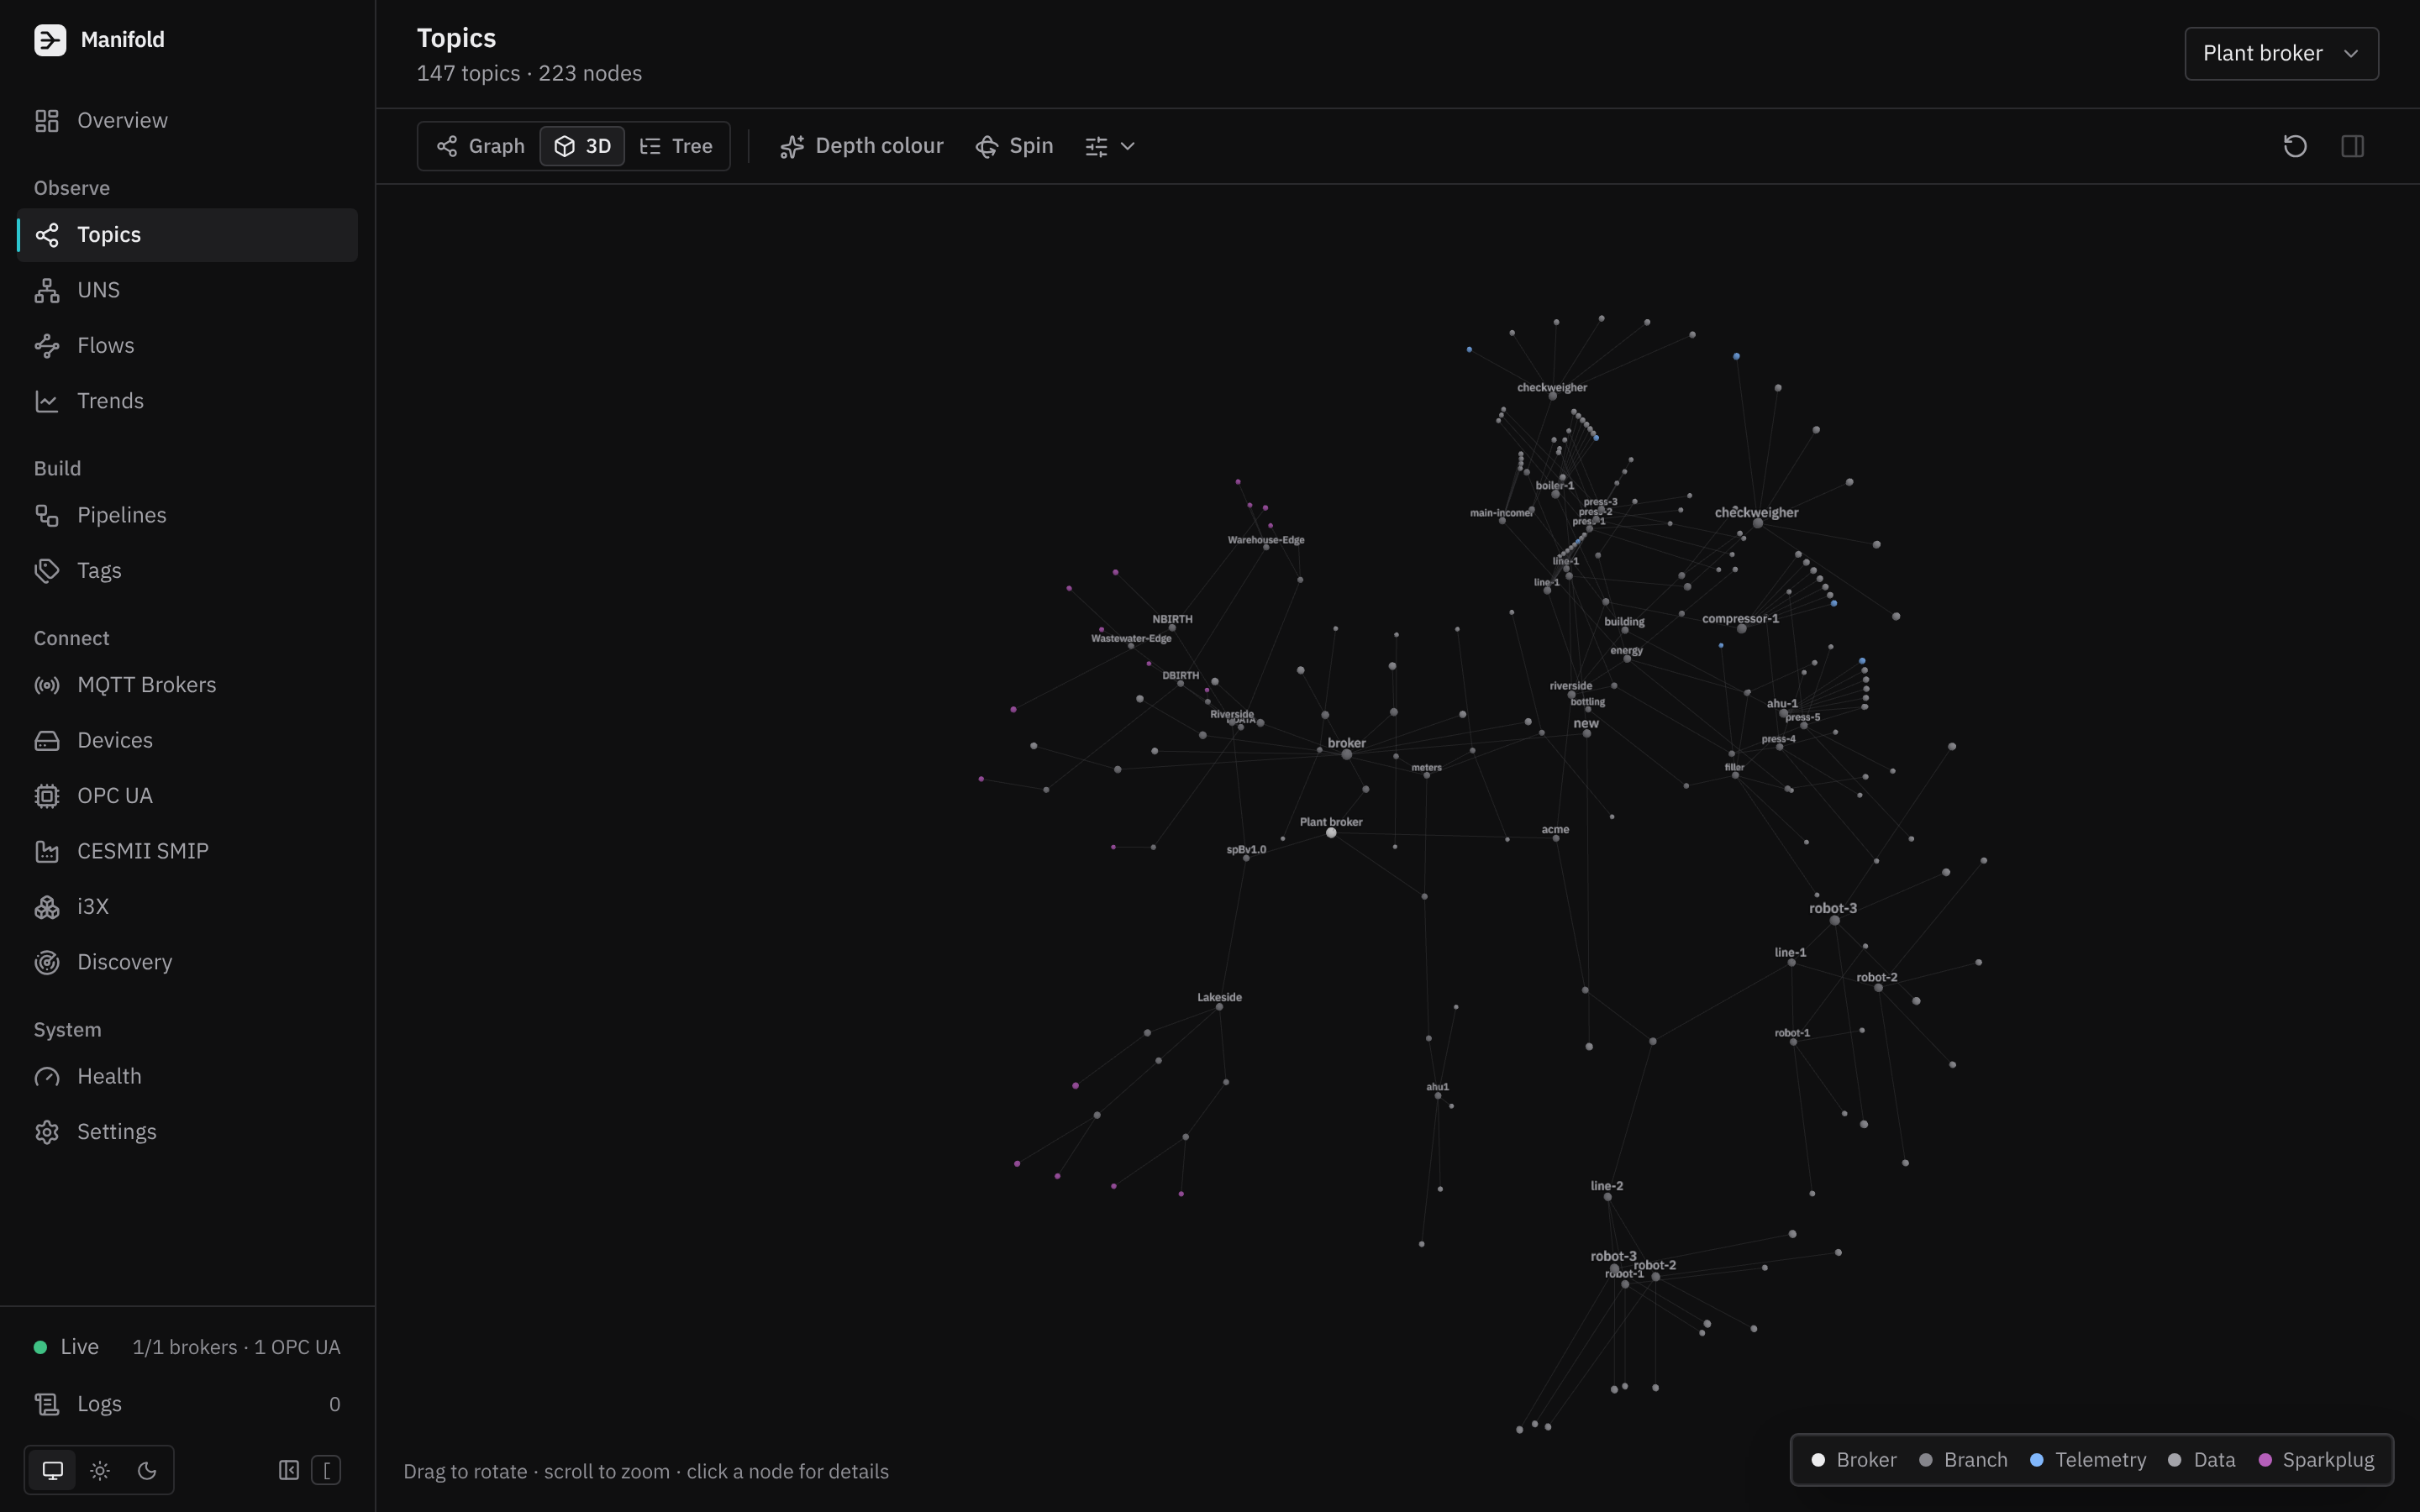 Manifold
Overview
Observe
Topics
UNS
Flows
Trends
Build
Pipelines
Tags
Connect
MQTT Brokers
Devices
OPC UA
CESMII SMIP
i3X
Discovery
System
Health
Settings
Live 1/1 brokers · 1 OPC UA
Logs 0
[
Topics
147 topics · 223 nodes
Plant broker
Graph 3D Tree Depth colour Spin
checkweigher
boiler-1
press-3
main-incomer
press-2
press-1
checkweigher
Warehouse-Edge
line-1
line-1
NBIRTH
building
compressor-1
Wastewater-Edge
energy
DBIRTH
riverside
bottling
ahu-1
Riverside
press-5
new
broker
press-4
meters
filler
Plant broker
acme
spBv1.0
robot-3
line-1
robot-2
Lakeside
robot-1
ahu1
line-2
robot-3
robot-2
robot-1
Drag to rotate · scroll to zoom · click a node for details
Broker Branch Telemetry Data Sparkplug